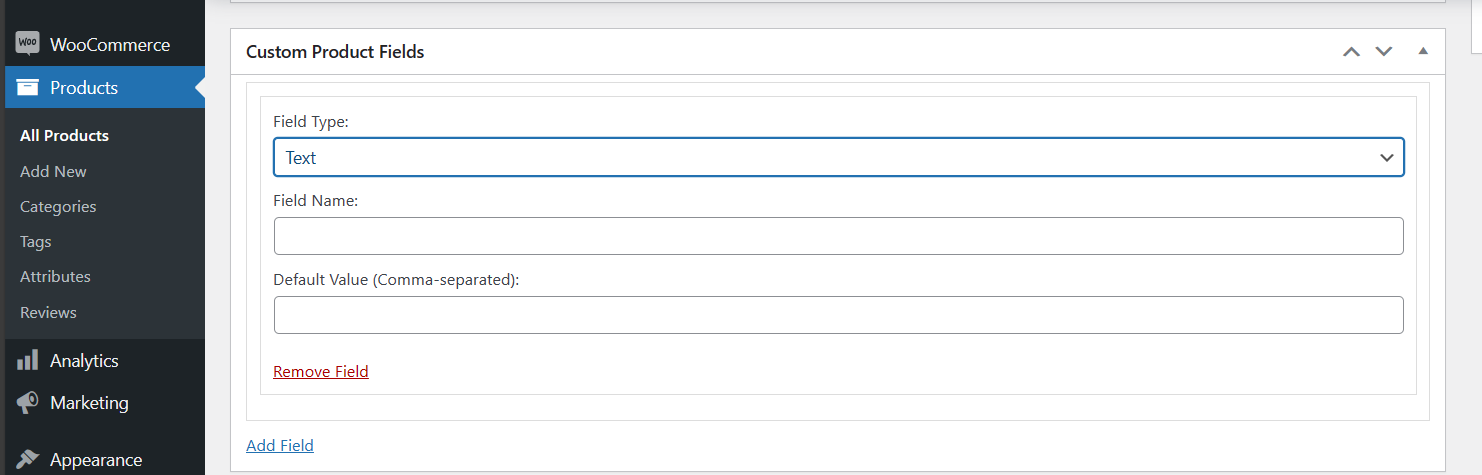 Woo
WooCommerce
Products
All Products
Add New
Categories
Tags
Attributes
Reviews
Analytics
Marketing
Appearance
Custom Product Fields
Field Type:
Text
Field Name:
Default Value (Comma-separated):
Remove Field
Add Field